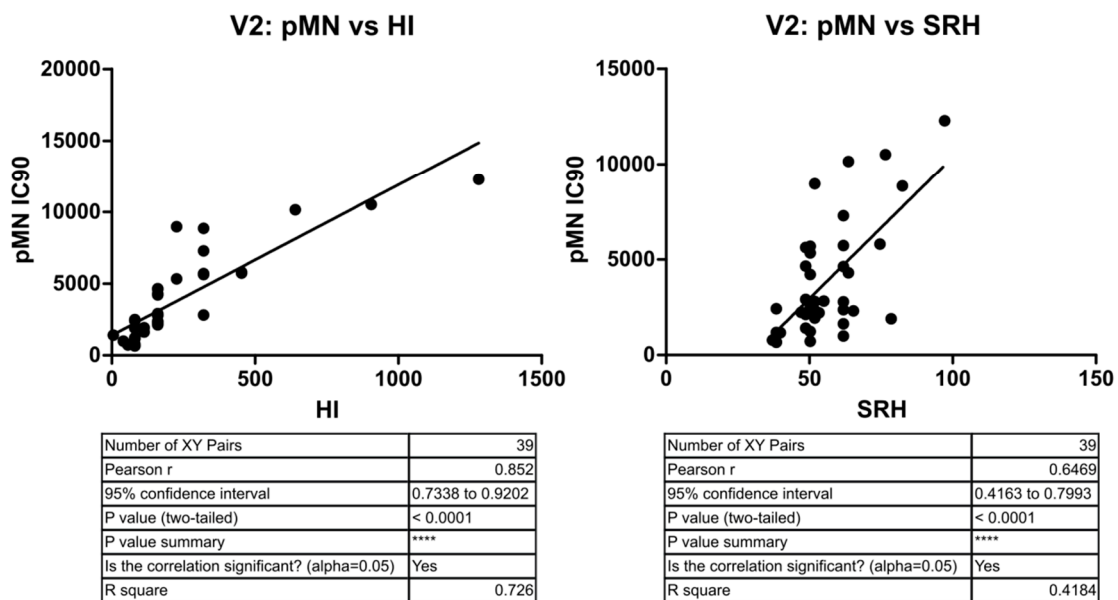 V2: pMN vs HI
20000
15000
10000
5000
0
pMN IC90
0 500 1000 1500
HI
Number of XY Pairs 39
Pearson r 0.852
95% confidence interval 0.7338 to 0.9202
P value (two-tailed) < 0.0001
P value summary ****
Is the correlation significant? (alpha=0.05) Yes
R square 0.726
V2: pMN vs SRH
15000
10000
5000
0
pMN IC90
0 50 100 150
SRH
Number of XY Pairs 39
Pearson r 0.6469
95% confidence interval 0.4163 to 0.7993
P value (two-tailed) < 0.0001
P value summary ****
Is the correlation significant? (alpha=0.05) Yes
R square 0.4184